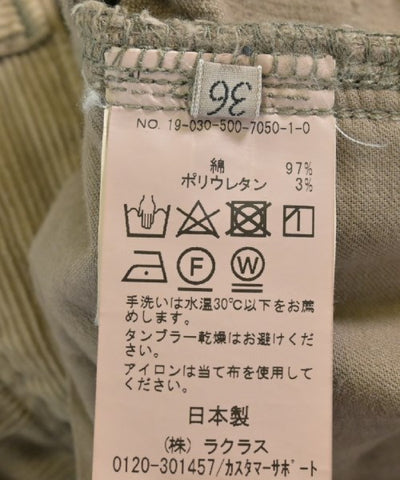 36
NO. 19-030-500-7050-1-0
綿 97%
ポリウレタン 3%
F W
手洗いは水温30℃以下をお薦
めします。
タンブラー乾燥はお避けくだ
さい。
アイロンは当て布を使用して
ください。
日本製
(株) ラクラス
0120-301457/カスタマーサポート